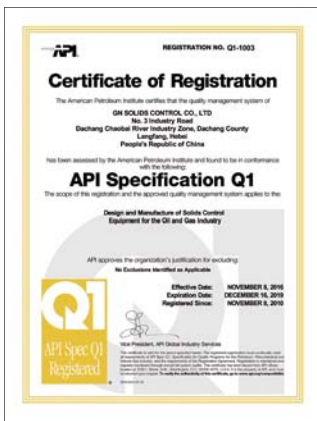 API
REGISTRATION NO. Q1-1003
Certificate of Registration
The American Petroleum Institute certifies that the quality management system of
GN SOLIDS CONTROL CO., LTD
No. 3 Industry Road
Dachang Chaobai River Industry Zone, Dachang County
Langfang, Hebei
People's Republic of China
has been assessed by the American Petroleum Institute and found to be in conformance
with the following:
API Specification Q1
The scope of this registration and the approved quality management system applies to the:
Design and Manufacture of Solids Control
Equipment for the Oil and Gas Industry
API approves the organization's justification for excluding:
No Exclusions Identified as Applicable
Effective Date: NOVEMBER 8, 2016
Expiration Date: DECEMBER 16, 2019
Registered Since: NOVEMBER 8, 2010
Q1
API Spec Q1
Registered
Vice President, API Global Industry Services